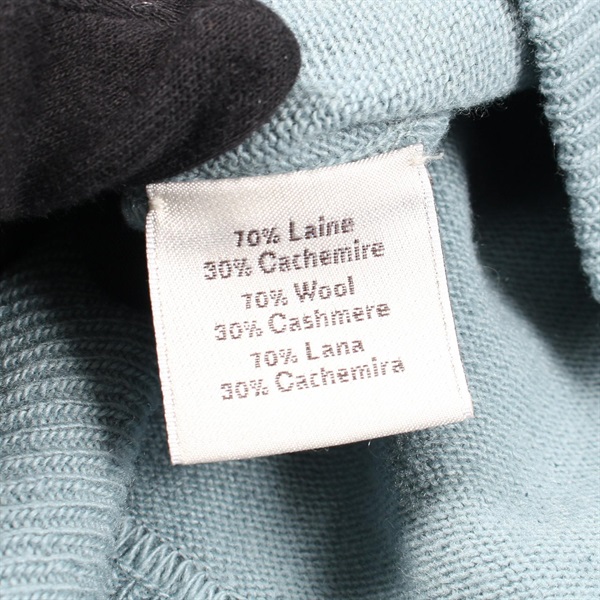 70% Laine
30% Cachemire
70% Wool
30% Cashmere
70% Lana
30% Cachemira